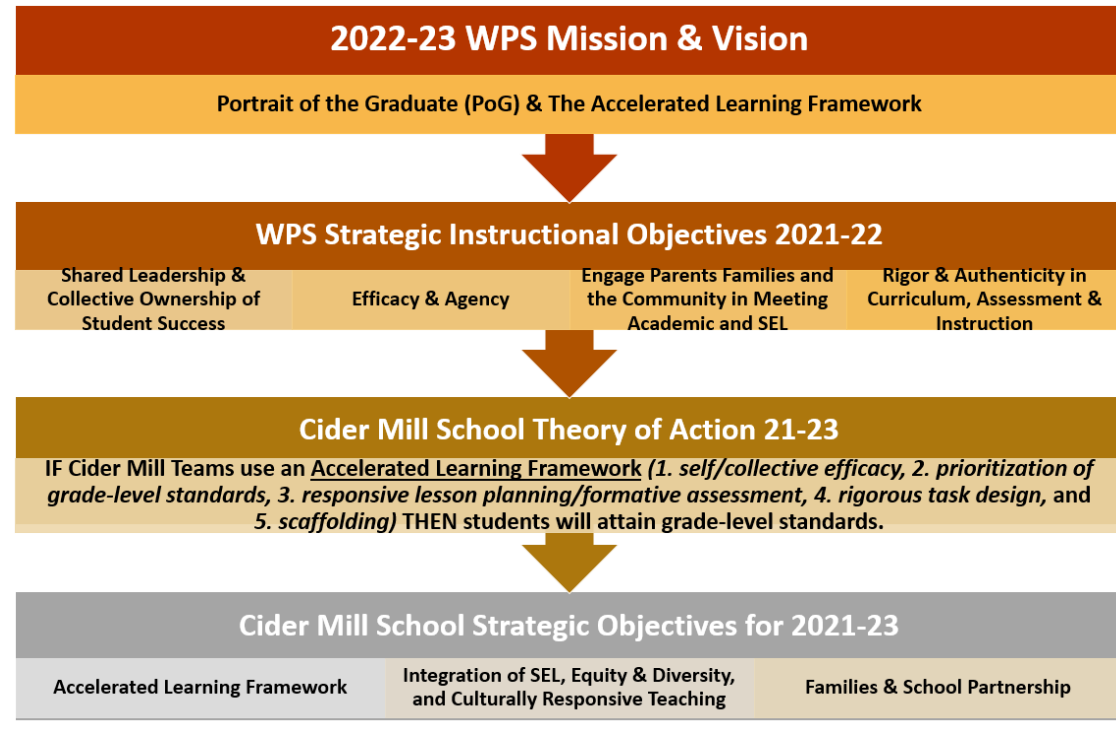 2022-23 WPS Mission & Vision
Portrait of the Graduate (PoG) & The Accelerated Learning Framework
WPS Strategic Instructional Objectives 2021-22
Shared Leadership &
Collective Ownership of
Student Success
Efficacy & Agency
Engage Parents Families and
the Community in Meeting
Academic and SEL
Rigor & Authenticity in
Curriculum, Assessment &
Instruction
Cider Mill School Theory of Action 21-23
IF Cider Mill Teams use an Accelerated Learning Framework (1. self/collective efficacy, 2. prioritization of
grade-level standards, 3. responsive lesson planning/formative assessment, 4. rigorous task design, and
5. scaffolding) THEN students will attain grade-level standards.
Cider Mill School Strategic Objectives for 2021-23
Accelerated Learning Framework
Integration of SEL, Equity & Diversity,
and Culturally Responsive Teaching
Families & School Partnership